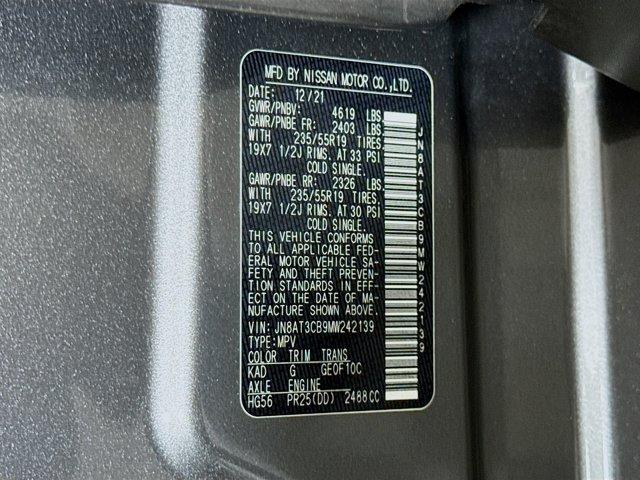 MFD BY NISSAN MOTOR CO.,LTD.
DATE: 12/21
GVWR/PNBV: 4619 LBS.
GAWR/PNBE FR: 2403 LBS.
WITH 235/55R19 TIRES,
19X7 1/2J RIMS. AT 33 PSI
COLD SINGLE.
GAWR/PNBE RR: 2326 LBS.
WITH 235/55R19 TIRES,
19X7 1/2J RIMS. AT 30 PSI
COLD SINGLE.
THIS VEHICLE CONFORMS
TO ALL APPLICABLE FED-
ERAL MOTOR VEHICLE SA-
FETY AND THEFT PREVEN-
TION STANDARDS IN EFF-
ECT ON THE DATE OF MA-
NUFACTURE SHOWN ABOVE.
VIN: JN8AT3CB9MW242139
TYPE:MPV
COLOR TRIM TRANS
KAD G GE0F10C
AXLE ENGINE
HG56 PR25(DD) 2488CC
JN8AT3CB9MW242139